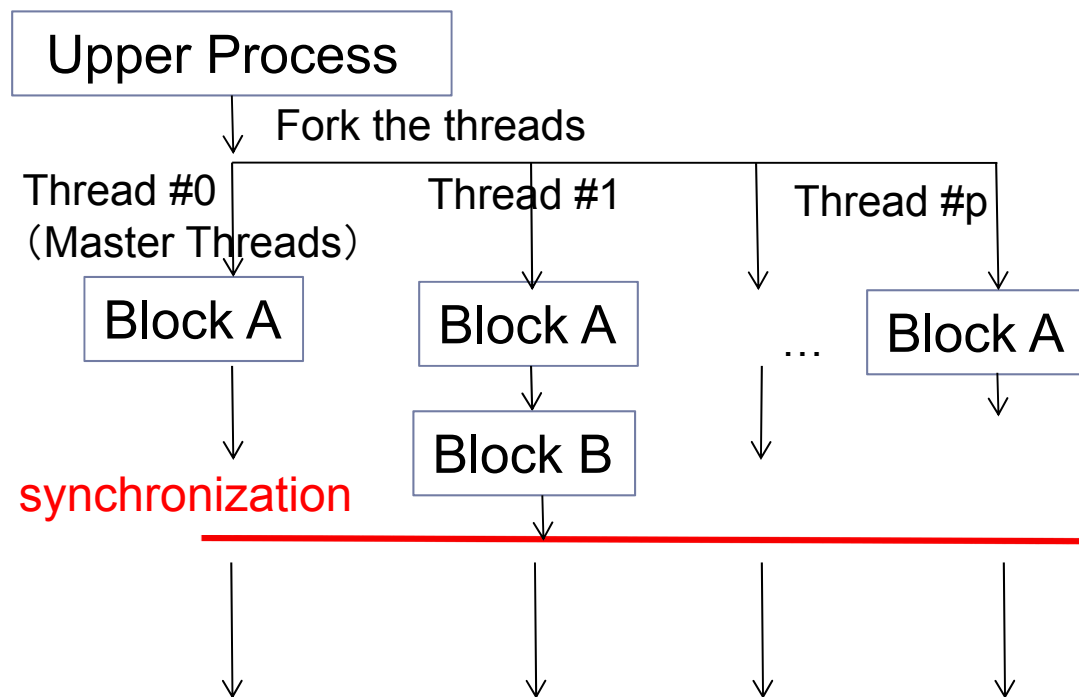 Upper Process
Fork the threads
Thread #0
（Master Threads）
Thread #1
Thread #p
Block A
Block A
...
Block A
Block B
synchronization